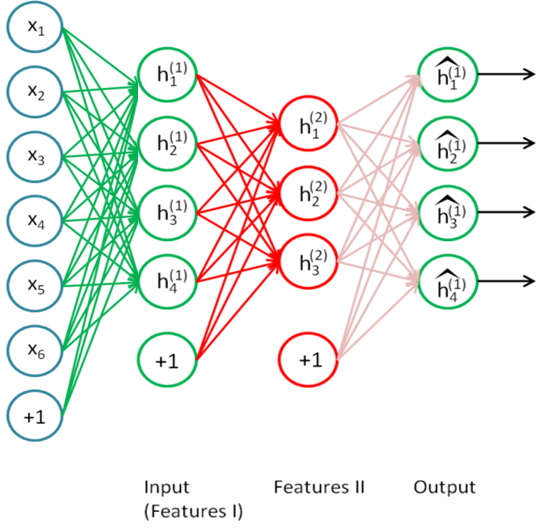 x₁
x₂
x₃
x₄
x₅
x₆
+1
h₁⁽¹⁾
h₂⁽¹⁾
h₃⁽¹⁾
h₄⁽¹⁾
+1
h₁⁽²⁾
h₂⁽²⁾
h₃⁽²⁾
+1
ĥ₁⁽¹⁾
ĥ₂⁽¹⁾
ĥ₃⁽¹⁾
ĥ₄⁽¹⁾
Input
(Features I)
Features II
Output